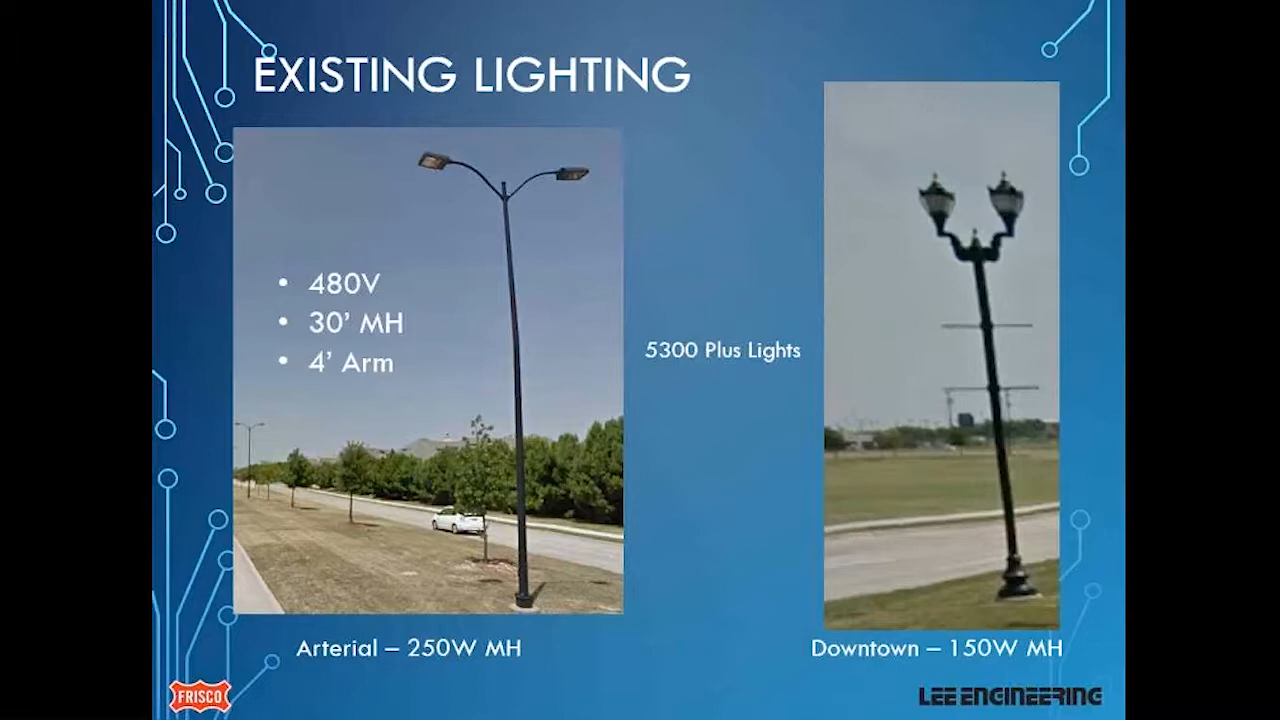 EXISTING LIGHTING
• 480V
• 30’ MH
• 4’ Arm
5300 Plus Lights
Arterial – 250W MH
Downtown – 150W MH
FRISCO
LEE ENGINEERING